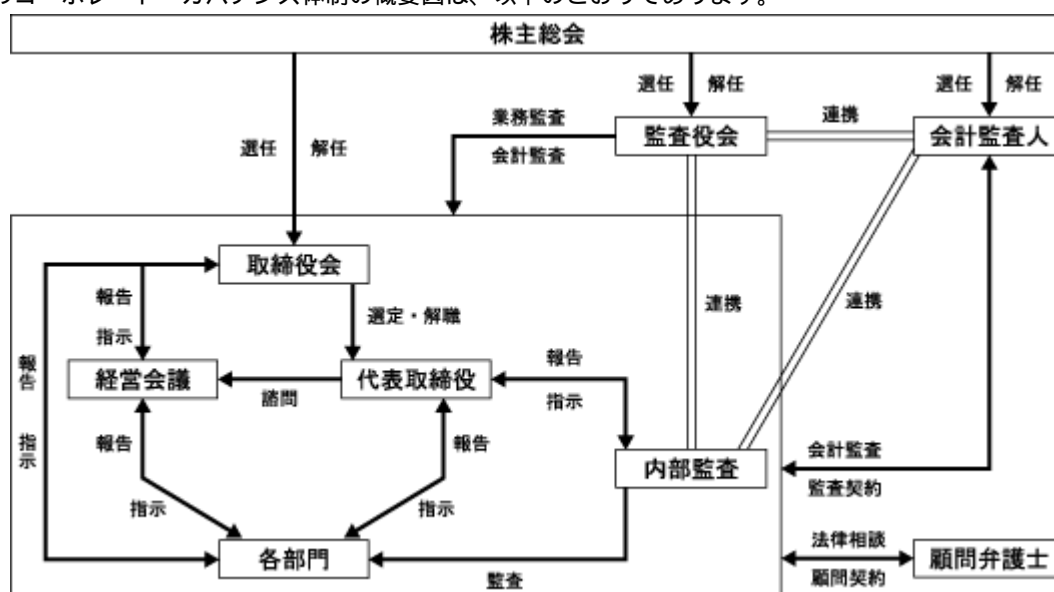 のコーポレート・ガバナンス体制の概要図は、以下のとおりであります。
株主総会
選任 解任
選任 解任
選任 解任
業務監査
会計監査
監査役会
連携
会計監査人
取締役会
報告
指示
選定・解職
連携
連携
報告
指示
経営会議
諮問
代表取締役
報告
指示
報告
指示
報告
指示
内部監査
会計監査
監査契約
各部門
監査
法律相談
顧問契約
顧問弁護士